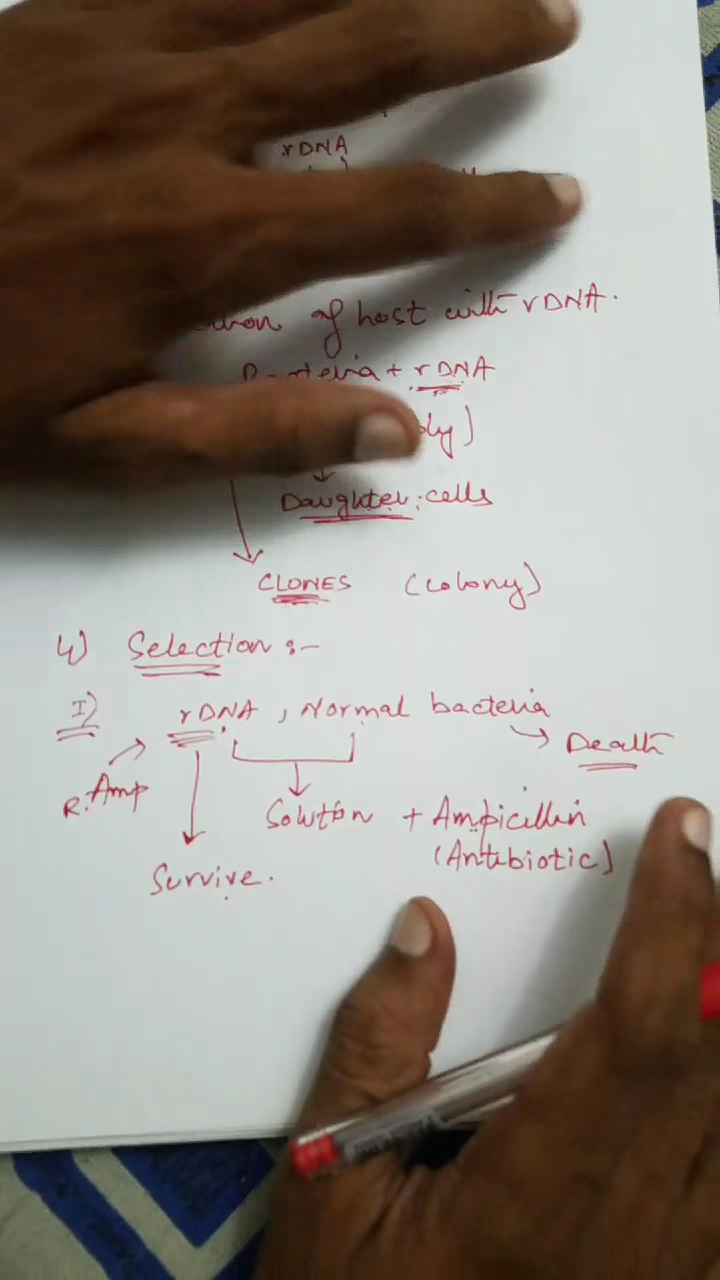 rDNA
of host with rDNA.
+ rDNA
Daughter cells
CLONES (colony)
4) Selection :-
I) rDNA, Normal bacteria
Death
R.Amp
Solution + Ampicillin
(Antibiotic)
Survive.